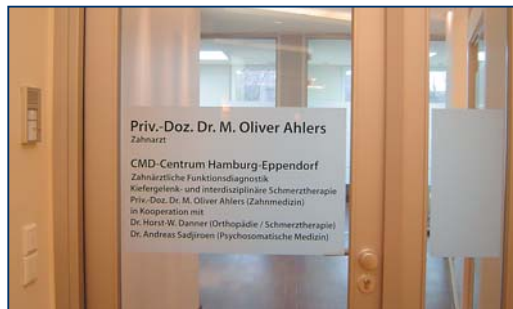 Priv.-Doz. Dr. M. Oliver Ahlers
Zahnarzt
CMD-Centrum Hamburg-Eppendorf
Zahnärztliche Funktionsdiagnostik
Kiefergelenk- und interdisziplinäre Schmerztherapie
Priv.-Doz. Dr. M. Oliver Ahlers (Zahnmedizin)
in Kooperation mit
Dr. Horst-W. Danner (Orthopädie / Schmerztherapie)
Dr. Andreas Sadjiroen (Psychosomatische Medizin)